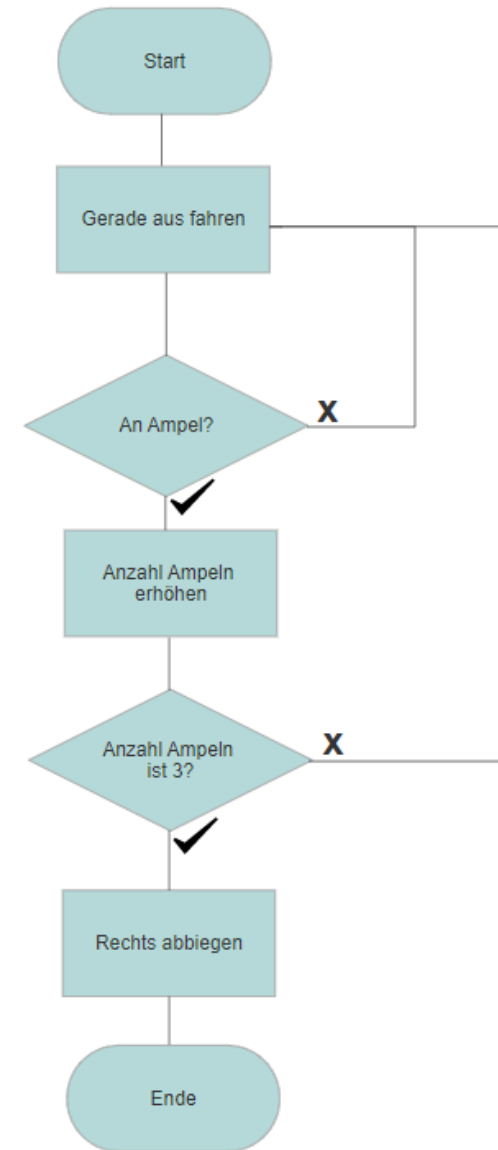 Start
Gerade aus fahren
An Ampel?
X
Anzahl Ampeln
erhöhen
Anzahl Ampeln
ist 3?
X
Rechts abbiegen
Ende